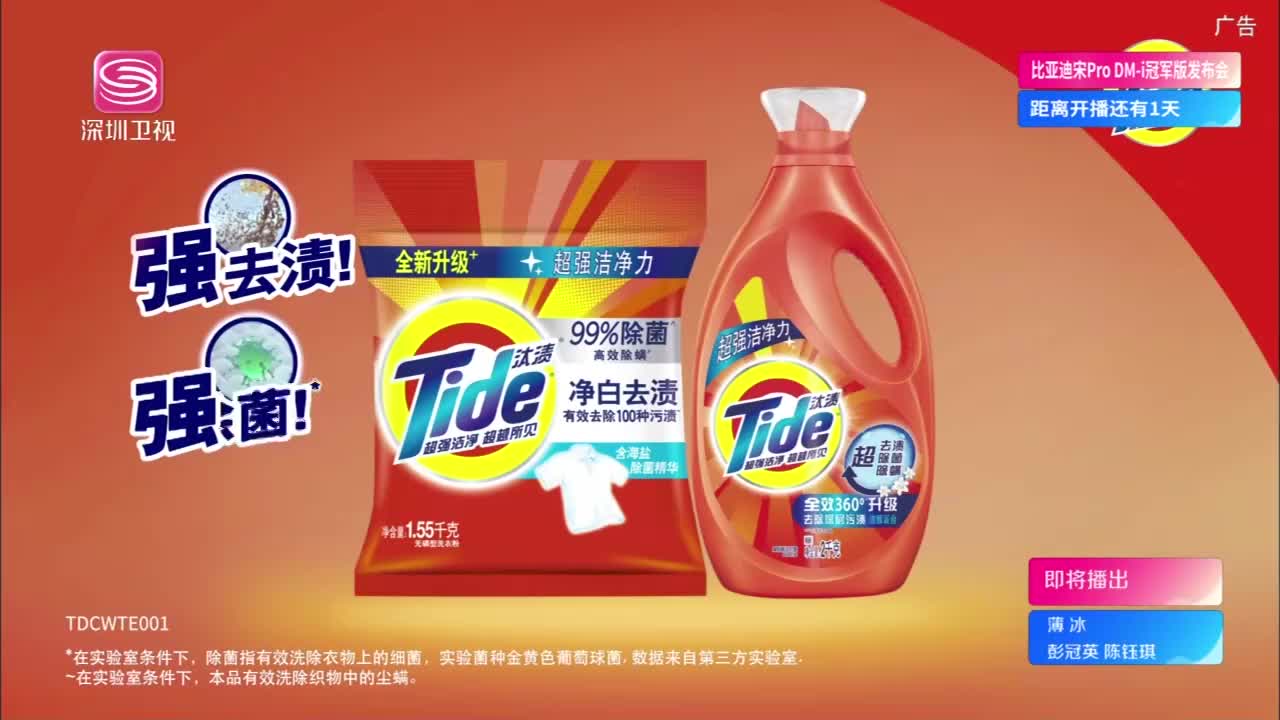 广告
深圳卫视
比亚迪宋Pro DM-i冠军版发布会
距离开播还有1天
强去渍!
强菌!*
全新升级+ 超强洁净力
99%除菌*
高效除螨~
Tide 汰渍
超强洁净 超越所见
净白去渍
有效去除100种污渍
含海盐
除菌精华
净含量:1.55千克
无磷型洗衣粉
超强洁净力
Tide 汰渍
超强洁净 超越所见
超 去渍
除菌
除螨
全效360°升级
2千克
即将播出
薄冰
彭冠英 陈钰琪
TDCWTE001
*在实验室条件下，除菌指有效洗除衣物上的细菌，实验菌种金黄色葡萄球菌，数据来自第三方实验室.
~在实验室条件下，本品有效洗除织物中的尘螨。